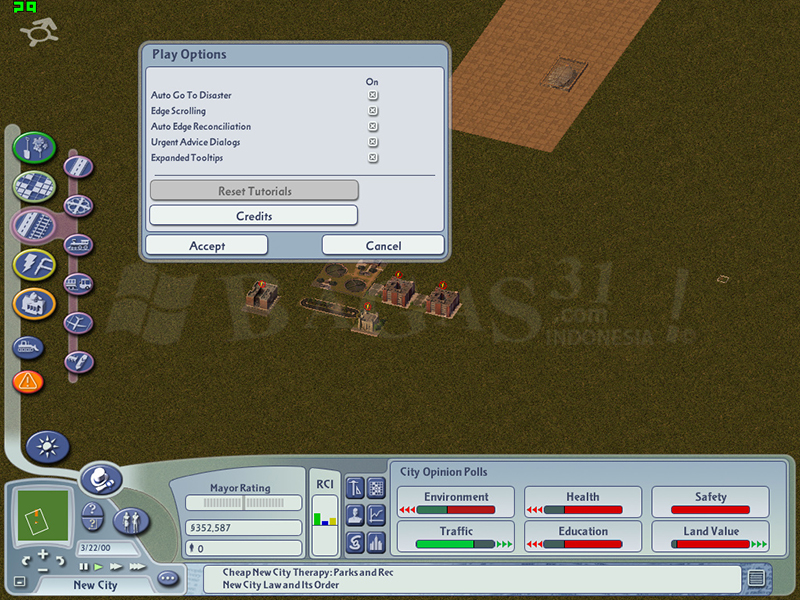 29
Play Options
On
Auto Go To Disaster
Edge Scrolling
Auto Edge Reconciliation
Urgent Advice Dialogs
Expanded Tooltips
Reset Tutorials
Credits
Accept
Cancel
BAGAS31
.com
INDONESIA
Mayor Rating
§352,587
0
RCI
City Opinion Polls
Environment
Health
Safety
Traffic
Education
Land Value
3/22/00
New City
Cheap New City Therapy: Parks and Rec
New City Law and Its Order